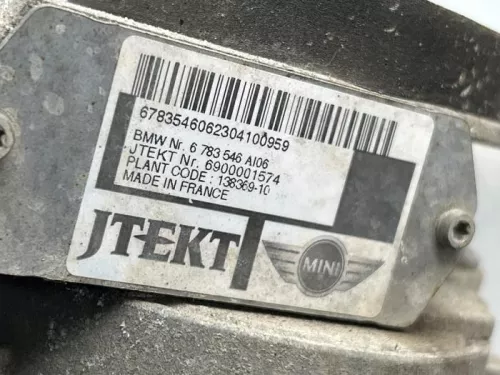 6783546062304100959
BMW Nr. 6 783 546 AI06
JTEKT Nr. 6900001574
PLANT CODE : 138369-10
MADE IN FRANCE
JTEKT
MINI